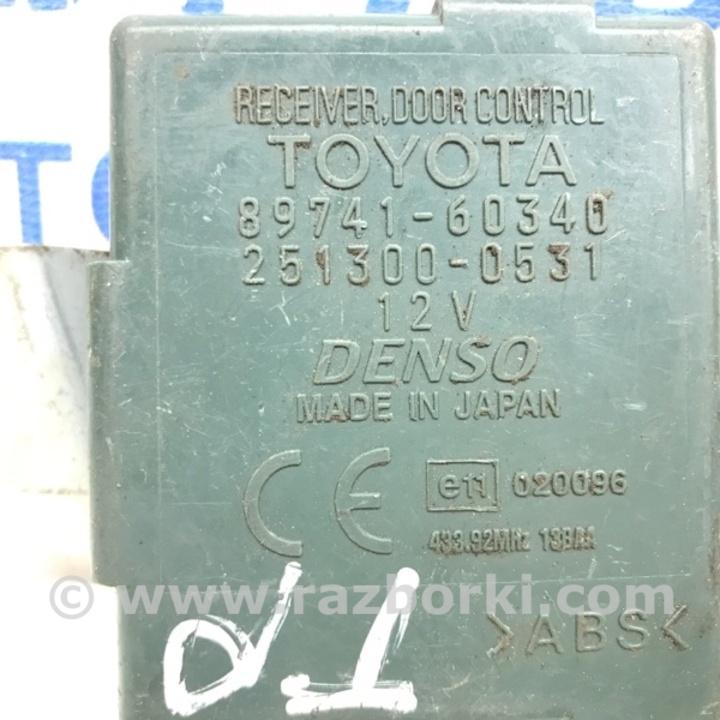 RECEIVER, DOOR CONTROL
TOYOTA
89741-60340
251300-0531
12V
DENSO
MADE IN JAPAN
CE e11 020096
433.92MHz 13BAA
© www.razborki.com
>ABS<